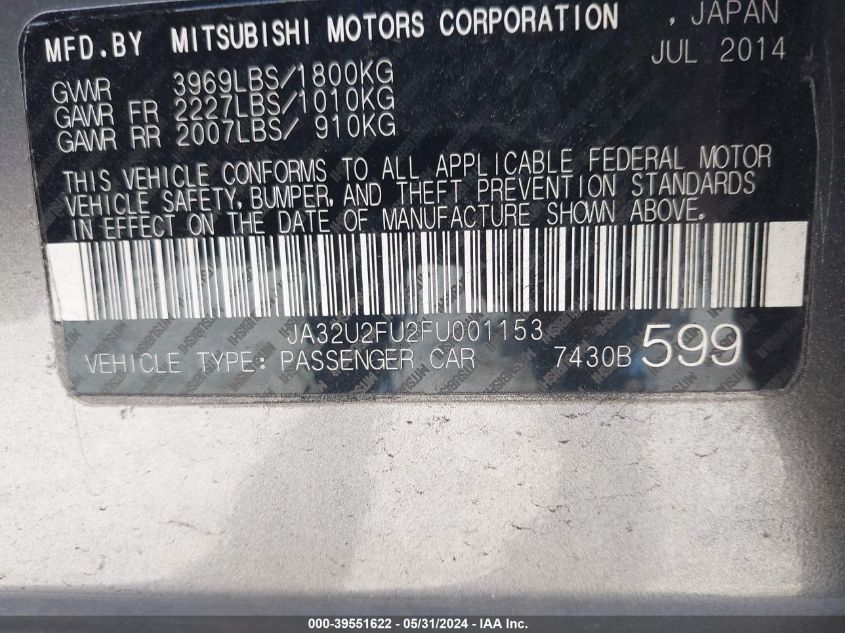 MFD.BY MITSUBISHI MOTORS CORPORATION , JAPAN
JUL 2014
GVWR 3969LBS/1800KG
GAWR FR 2227LBS/1010KG
GAWR RR 2007LBS/ 910KG
THIS VEHICLE CONFORMS TO ALL APPLICABLE FEDERAL MOTOR
VEHICLE SAFETY, BUMPER, AND THEFT PREVENTION STANDARDS
IN EFFECT ON THE DATE OF MANUFACTURE SHOWN ABOVE.
JA32U2FU2FU001153
VEHICLE TYPE: PASSENGER CAR 7430B 599
000-39551622 - 05/31/2024 - IAA Inc.